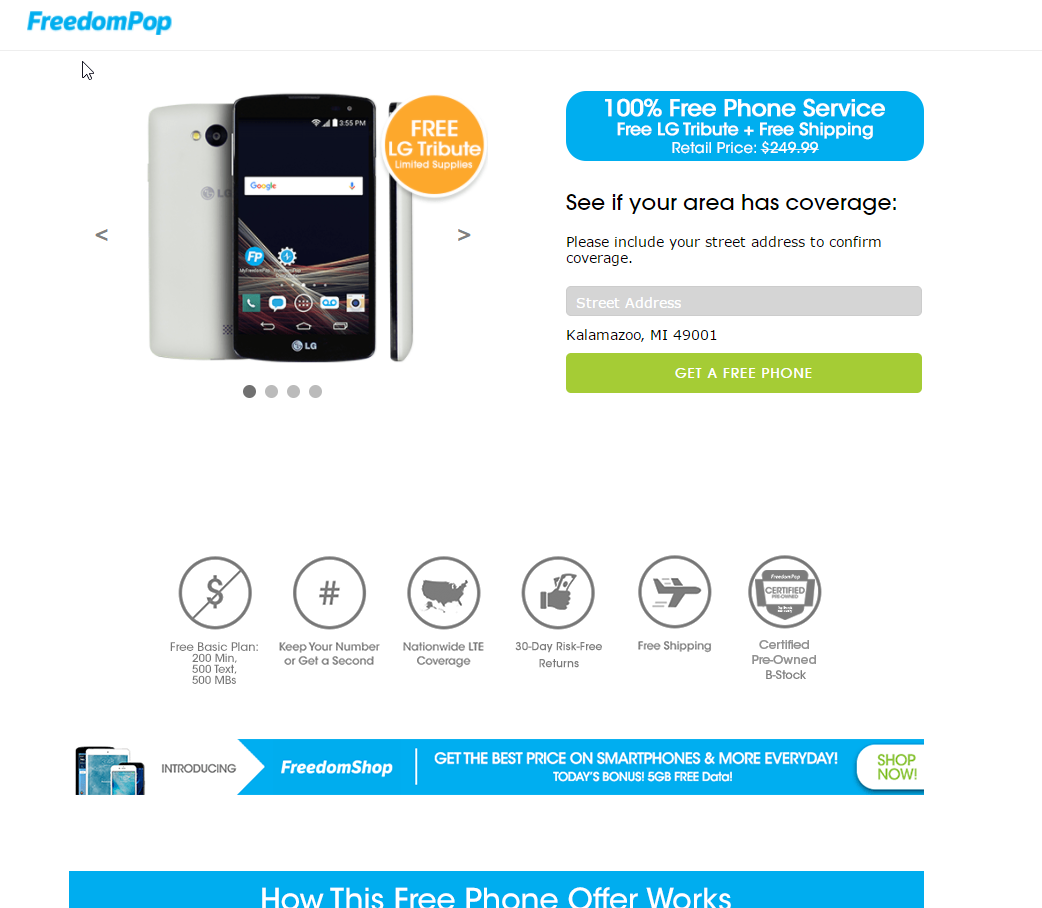 FreedomPop
3:55 PM
Google
LG
MyFreedomPop
LG
FREE
LG Tribute
Limited Supplies
<
>
100% Free Phone Service
Free LG Tribute + Free Shipping
Retail Price: $249.99
See if your area has coverage:
Please include your street address to confirm
coverage.
Street Address
Kalamazoo, MI 49001
GET A FREE PHONE
$
#
Free Basic Plan:
200 Min,
500 Text,
500 MBs
Keep Your Number
or Get a Second
Nationwide LTE
Coverage
30-Day Risk-Free
Returns
Free Shipping
FreedomPop
CERTIFIED
PRE-OWNED
Certified
Pre-Owned
B-Stock
INTRODUCING
FreedomShop
GET THE BEST PRICE ON SMARTPHONES & MORE EVERYDAY!
TODAY'S BONUS! 5GB FREE Data!
SHOP
NOW!
How This Free Phone Offer Works